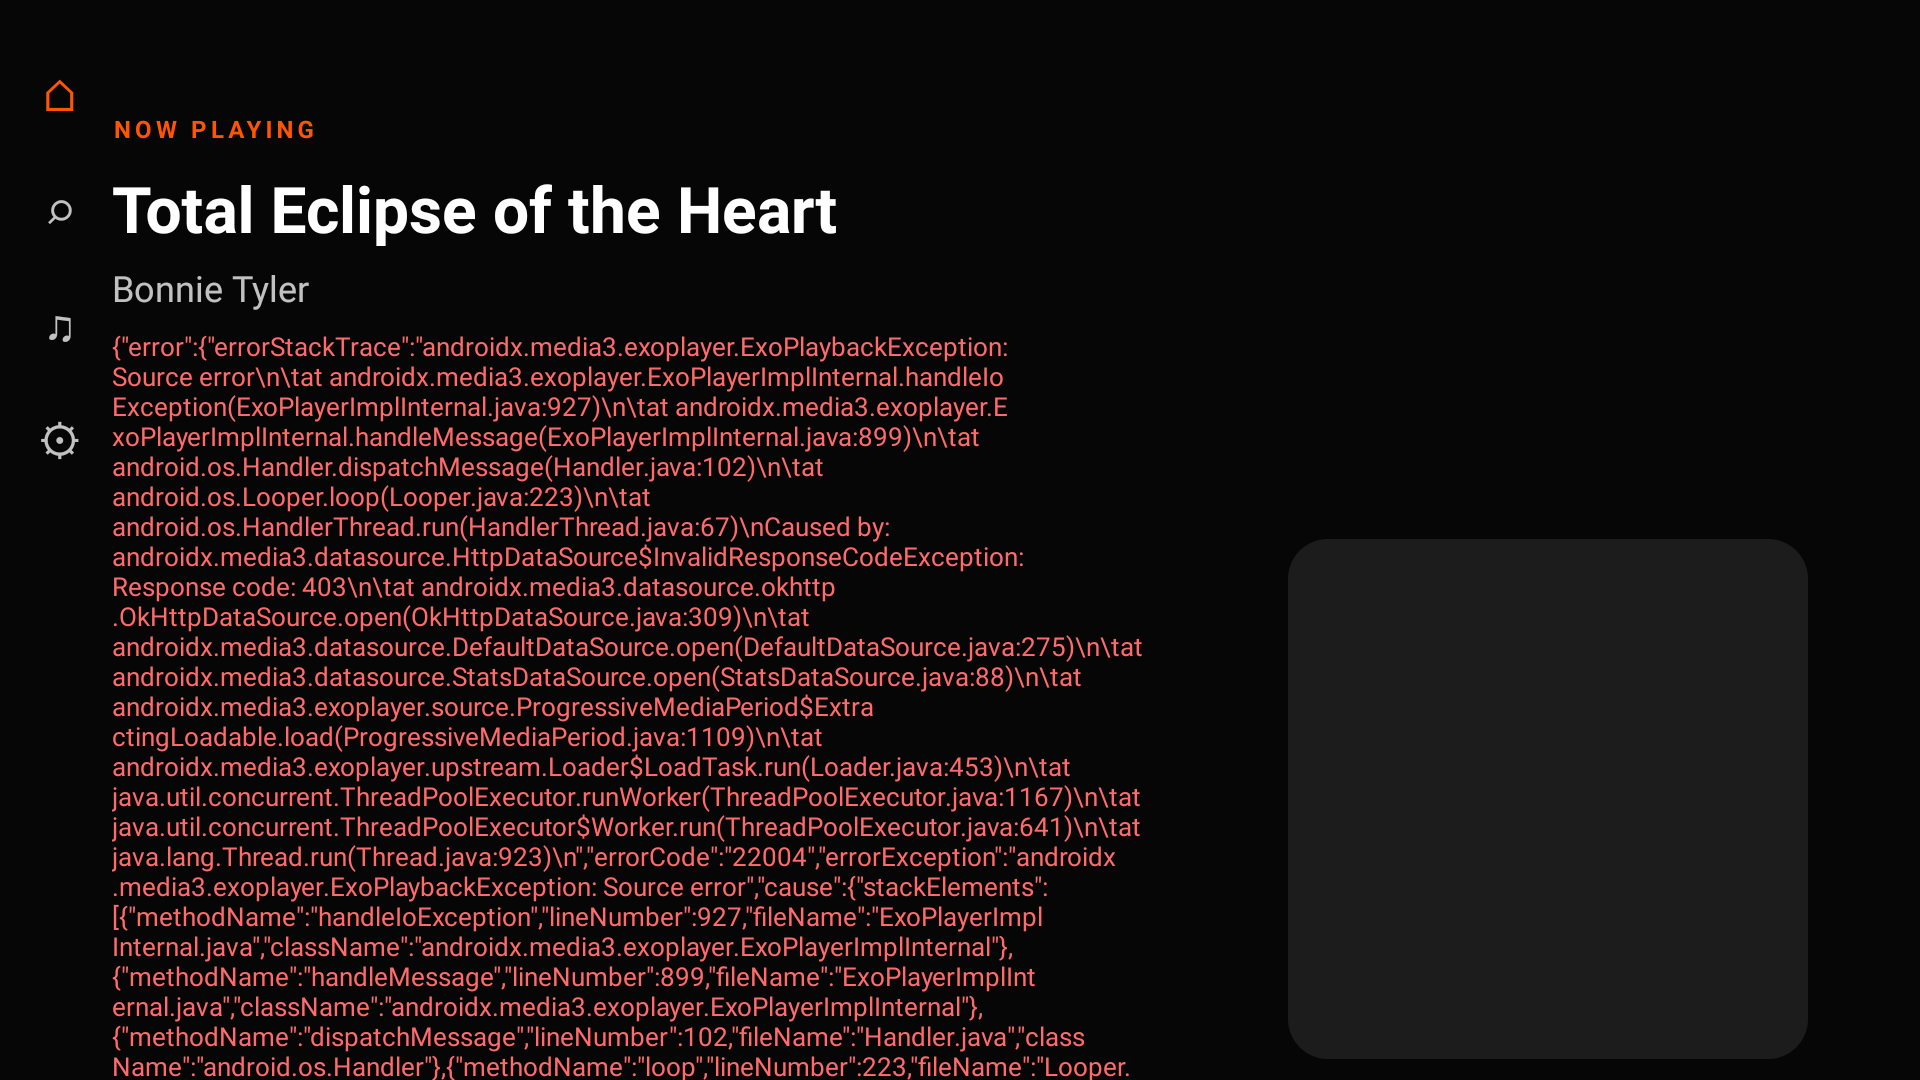 NOW PLAYING
Total Eclipse of the Heart
Bonnie Tyler
{"error":{"errorStackTrace":"androidx.media3.exoplayer.ExoPlaybackException:
Source error\n\tat androidx.media3.exoplayer.ExoPlayerImplInternal.handleIo
Exception(ExoPlayerImplInternal.java:927)\n\tat androidx.media3.exoplayer.E
xoPlayerImplInternal.handleMessage(ExoPlayerImplInternal.java:899)\n\tat
android.os.Handler.dispatchMessage(Handler.java:102)\n\tat
android.os.Looper.loop(Looper.java:223)\n\tat
android.os.HandlerThread.run(HandlerThread.java:67)\nCaused by:
androidx.media3.datasource.HttpDataSource$InvalidResponseCodeException:
Response code: 403\n\tat androidx.media3.datasource.okhttp
.OkHttpDataSource.open(OkHttpDataSource.java:309)\n\tat
androidx.media3.datasource.DefaultDataSource.open(DefaultDataSource.java:275)\n\tat
androidx.media3.datasource.StatsDataSource.open(StatsDataSource.java:88)\n\tat
androidx.media3.exoplayer.source.ProgressiveMediaPeriod$Extra
ctingLoadable.load(ProgressiveMediaPeriod.java:1109)\n\tat
androidx.media3.exoplayer.upstream.Loader$LoadTask.run(Loader.java:453)\n\tat
java.util.concurrent.ThreadPoolExecutor.runWorker(ThreadPoolExecutor.java:1167)\n\tat
java.util.concurrent.ThreadPoolExecutor$Worker.run(ThreadPoolExecutor.java:641)\n\tat
java.lang.Thread.run(Thread.java:923)\n","errorCode":"22004","errorException":"androidx
.media3.exoplayer.ExoPlaybackException: Source error","cause":{"stackElements":
[{"methodName":"handleIoException","lineNumber":927,"fileName":"ExoPlayerImpl
Internal.java","className":"androidx.media3.exoplayer.ExoPlayerImplInternal"},
{"methodName":"handleMessage","lineNumber":899,"fileName":"ExoPlayerImplInt
ernal.java","className":"androidx.media3.exoplayer.ExoPlayerImplInternal"},
{"methodName":"dispatchMessage","lineNumber":102,"fileName":"Handler.java","class
Name":"android.os.Handler"},{"methodName":"loop","lineNumber":223,"fileName":"Looper.